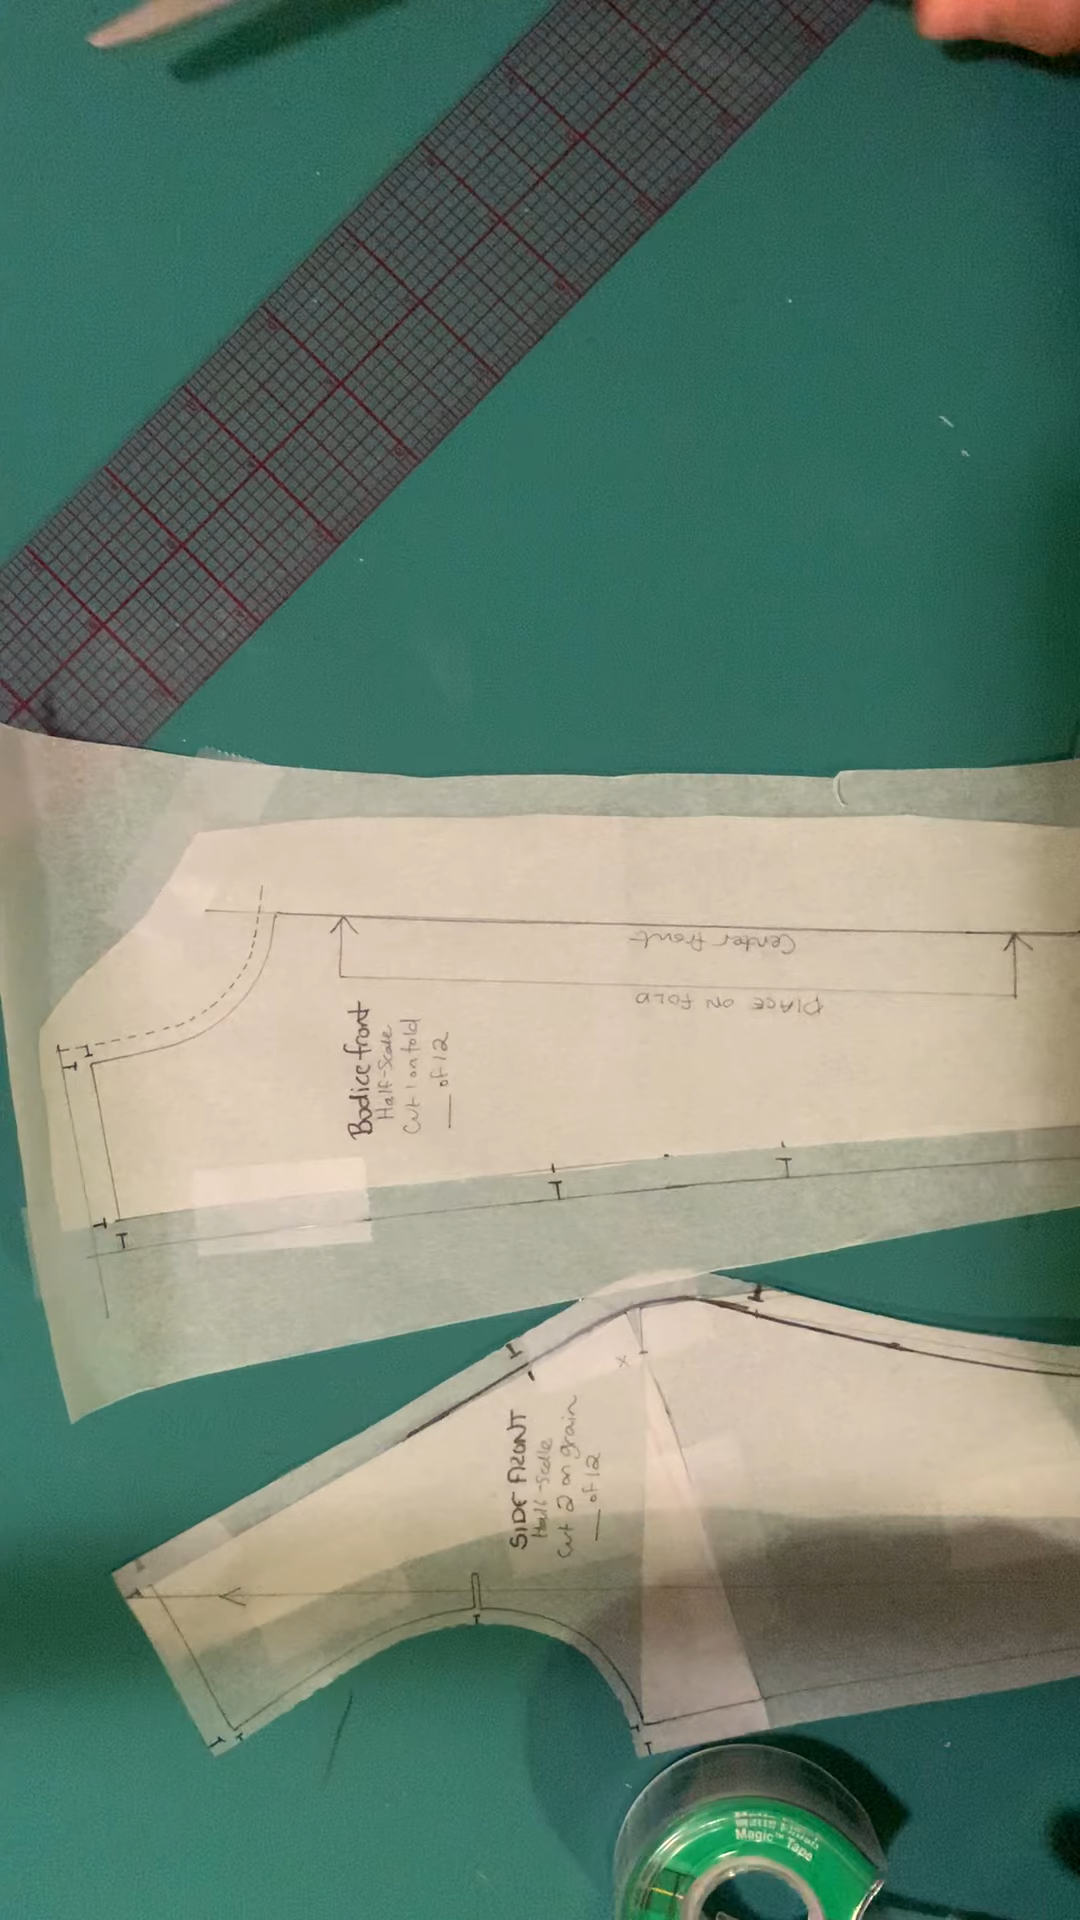 Center front
PLACE ON FOLD
Bodice front
Half-Scale
Cut 1 on fold
__ of 12
X
SIDE FRONT
Half-Scale
Cut 2 on grain
__ of 12
Magic™ Tape